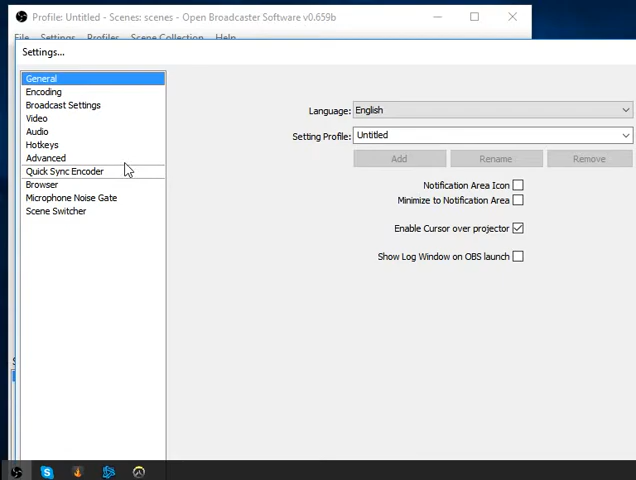 Profile: Untitled - Scenes: scenes - Open Broadcaster Software v0.659b
File Settings Profiles Scene Collection Help
Settings...
General
Encoding
Broadcast Settings
Video
Audio
Hotkeys
Advanced
Quick Sync Encoder
Browser
Microphone Noise Gate
Scene Switcher
Language: English
Setting Profile: Untitled
Add Rename Remove
Notification Area Icon
Minimize to Notification Area
Enable Cursor over projector
Show Log Window on OBS launch